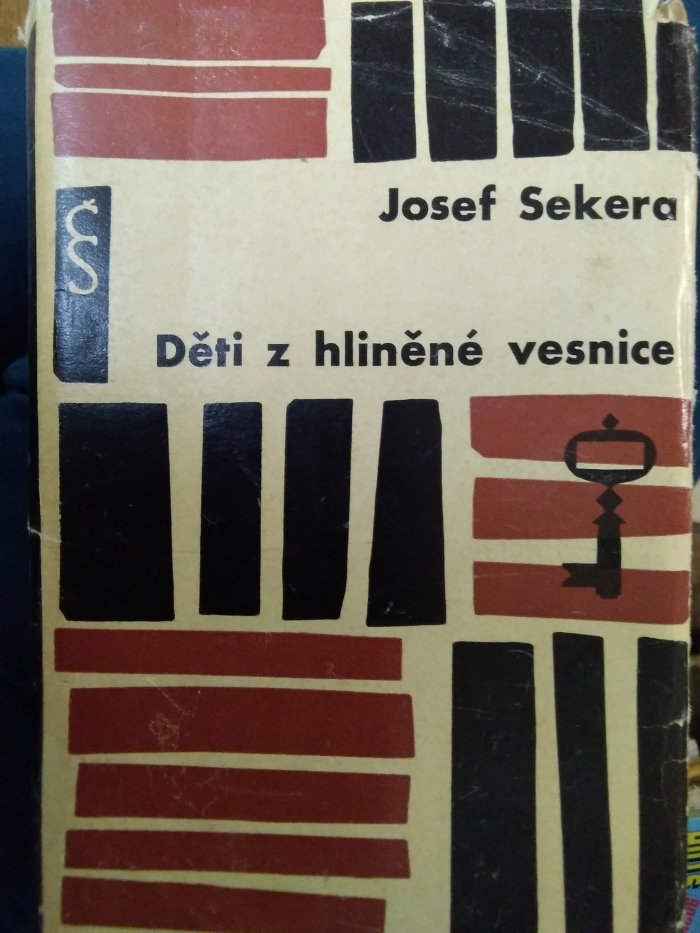 Josef Sekera
Děti z hliněné vesnice